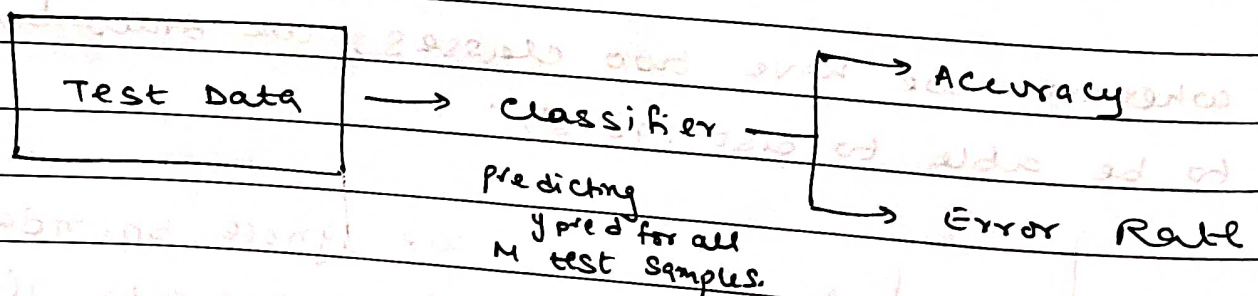 Test Data → Classifier → Accuracy
Error Rate
predicting
y pred for all
M test samples.